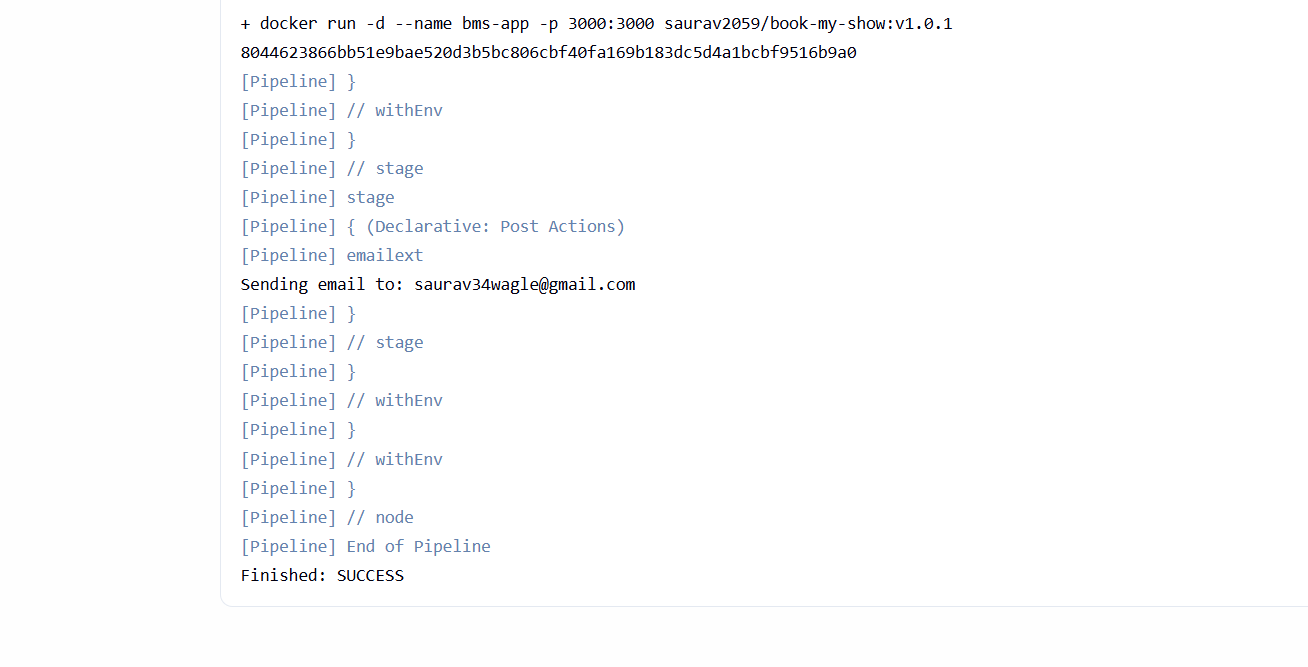 + docker run -d --name bms-app -p 3000:3000 saurav2059/book-my-show:v1.0.1
8044623866bb51e9bae520d3b5bc806cbf40fa169b183dc5d4a1bcbf9516b9a0
[Pipeline] }
[Pipeline] // withEnv
[Pipeline] }
[Pipeline] // stage
[Pipeline] stage
[Pipeline] { (Declarative: Post Actions)
[Pipeline] emailext
Sending email to: saurav34wagle@gmail.com
[Pipeline] }
[Pipeline] // stage
[Pipeline] }
[Pipeline] // withEnv
[Pipeline] }
[Pipeline] // withEnv
[Pipeline] }
[Pipeline] // node
[Pipeline] End of Pipeline
Finished: SUCCESS